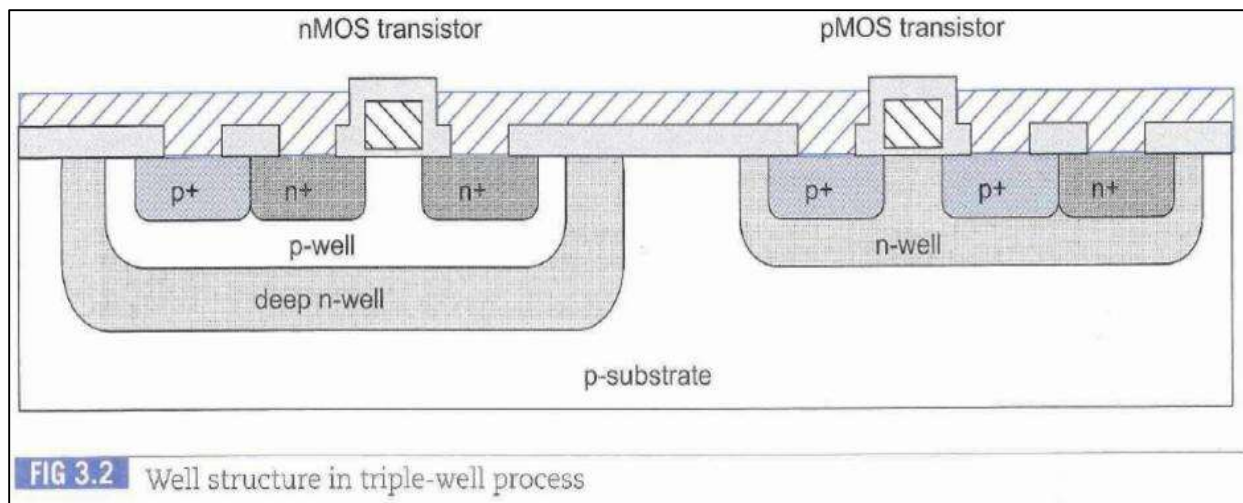 nMOS transistor pMOS transistor
p+ n+ n+ p+ p+ n+
p-well n-well
deep n-well
p-substrate
FIG 3.2 Well structure in triple-well process